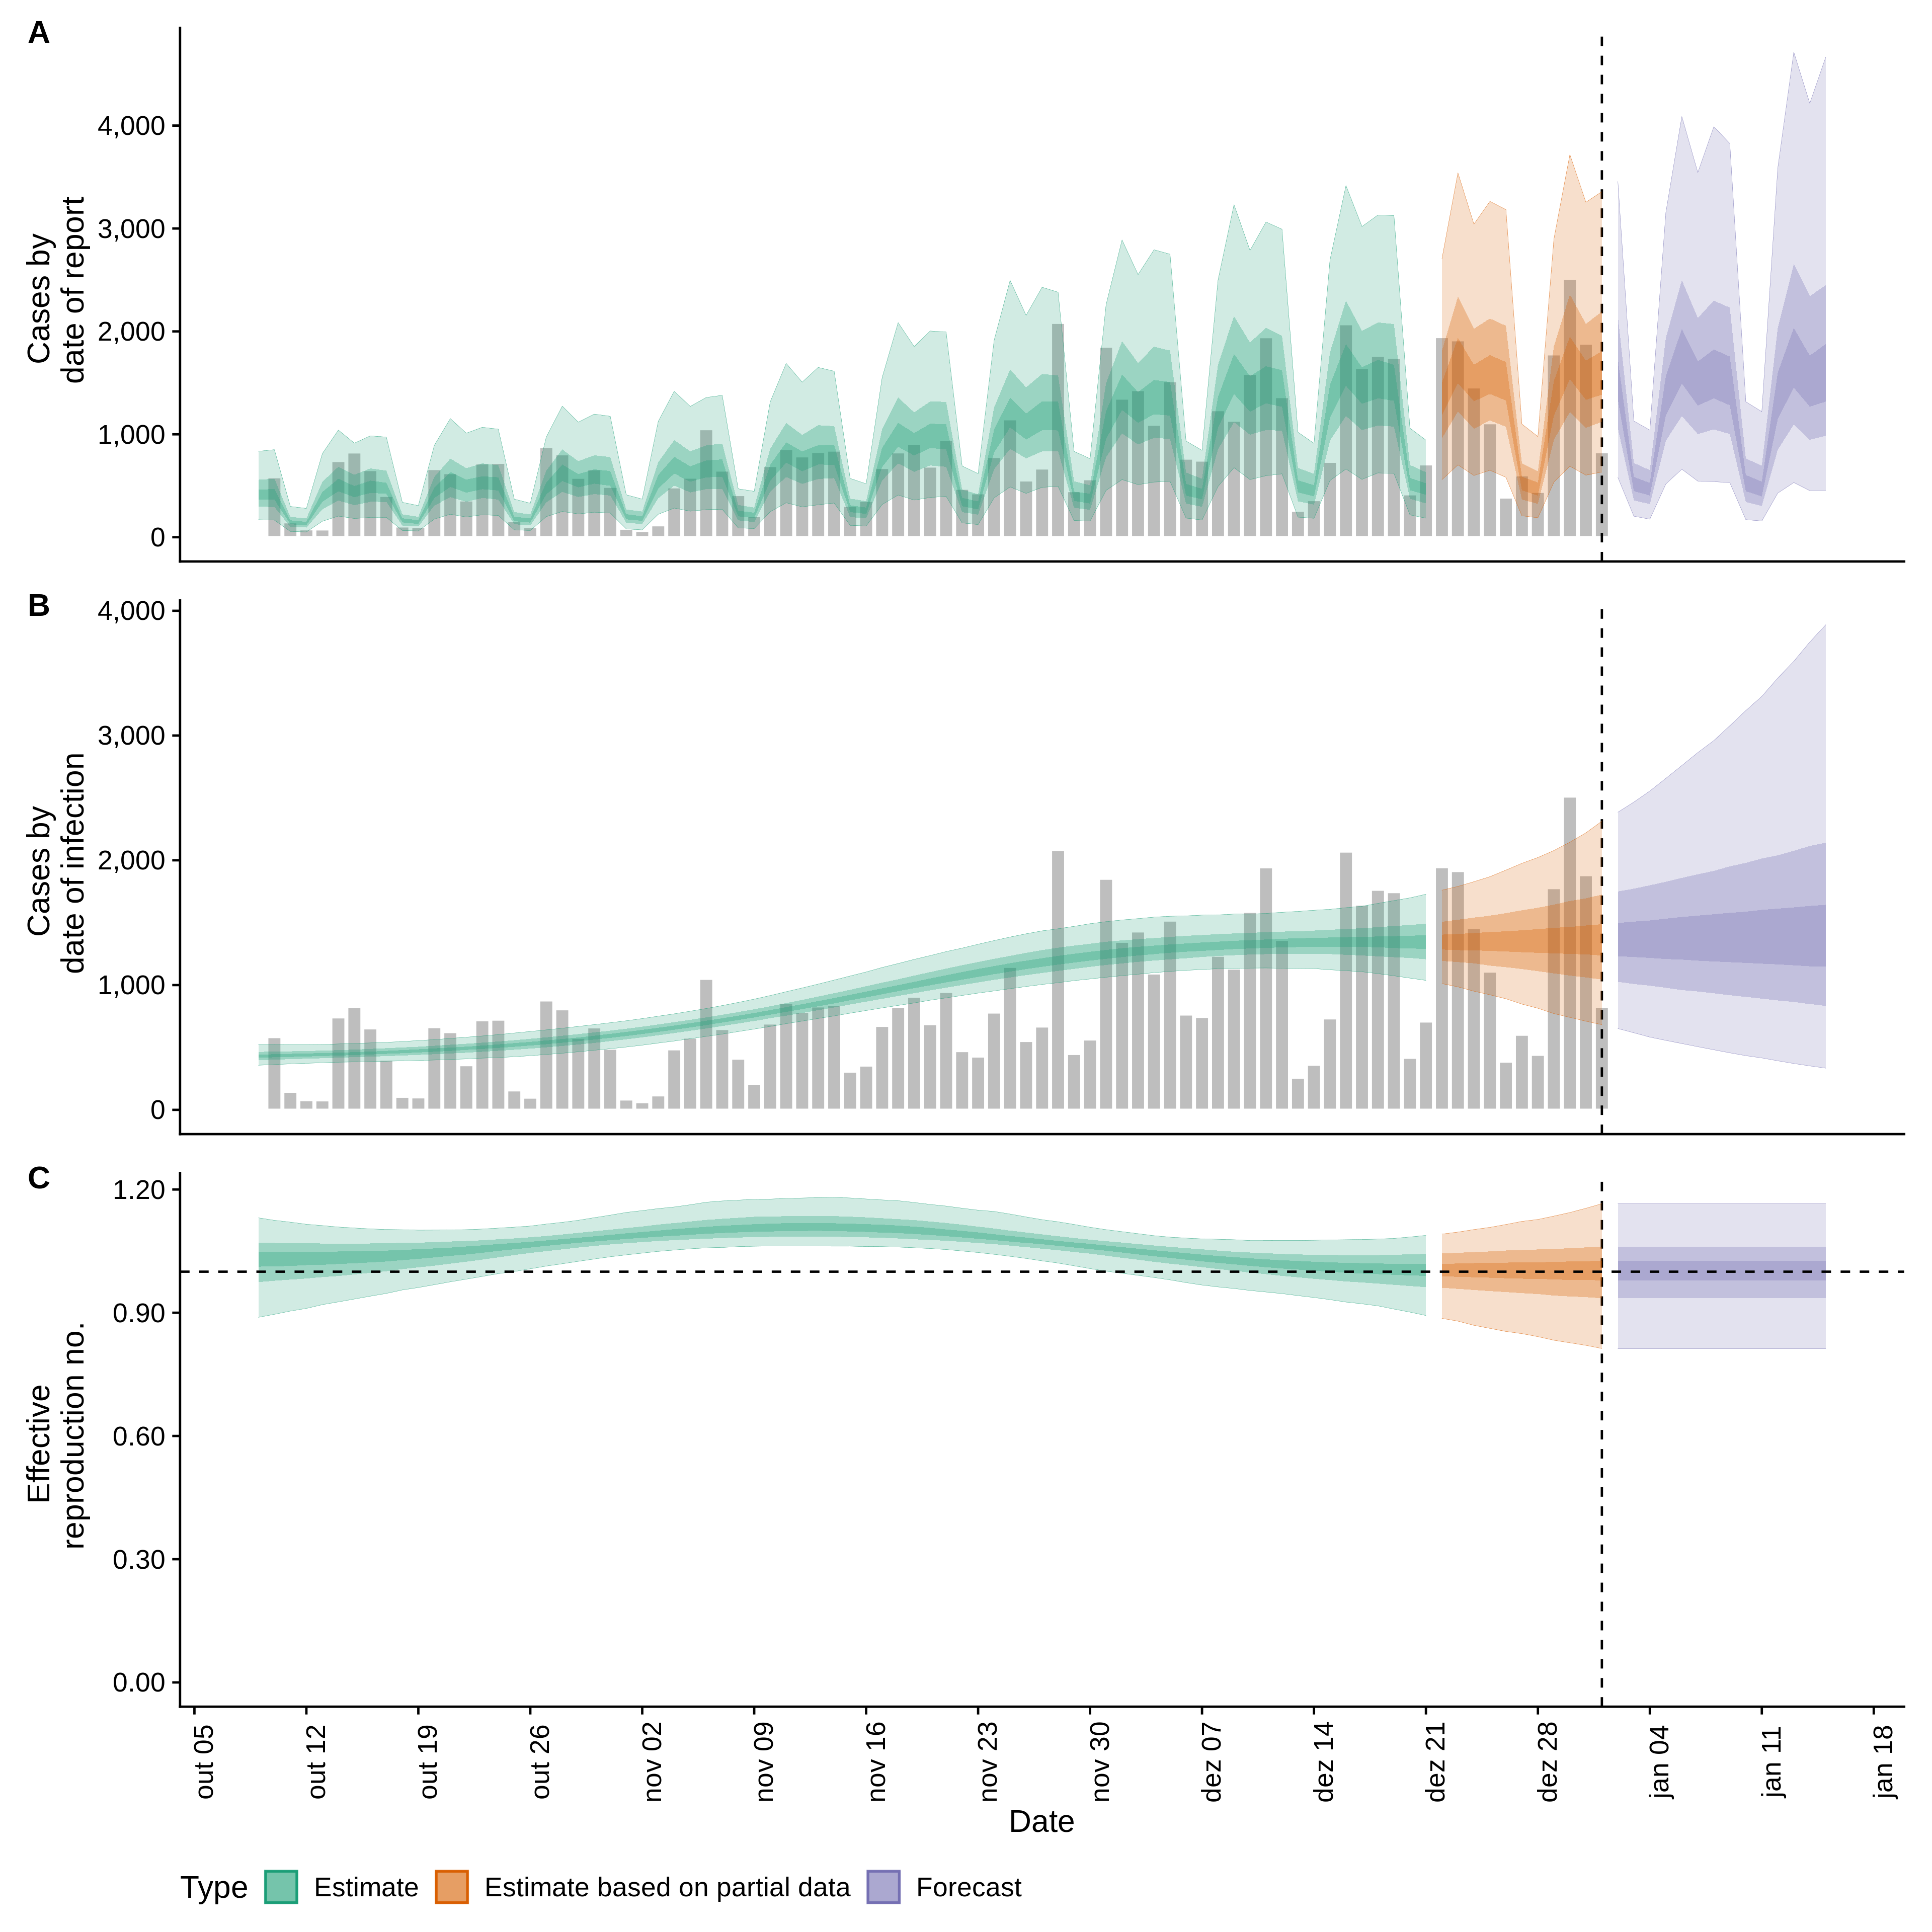 A
Cases by
date of report
4,000
3,000
2,000
1,000
0
B
Cases by
date of infection
4,000
3,000
2,000
1,000
0
C
Effective
reproduction no.
1.20
0.90
0.60
0.30
0.00
out 05
out 12
out 19
out 26
nov 02
nov 09
nov 16
nov 23
nov 30
dez 07
dez 14
dez 21
dez 28
jan 04
jan 11
jan 18
Date
Type Estimate Estimate based on partial data Forecast